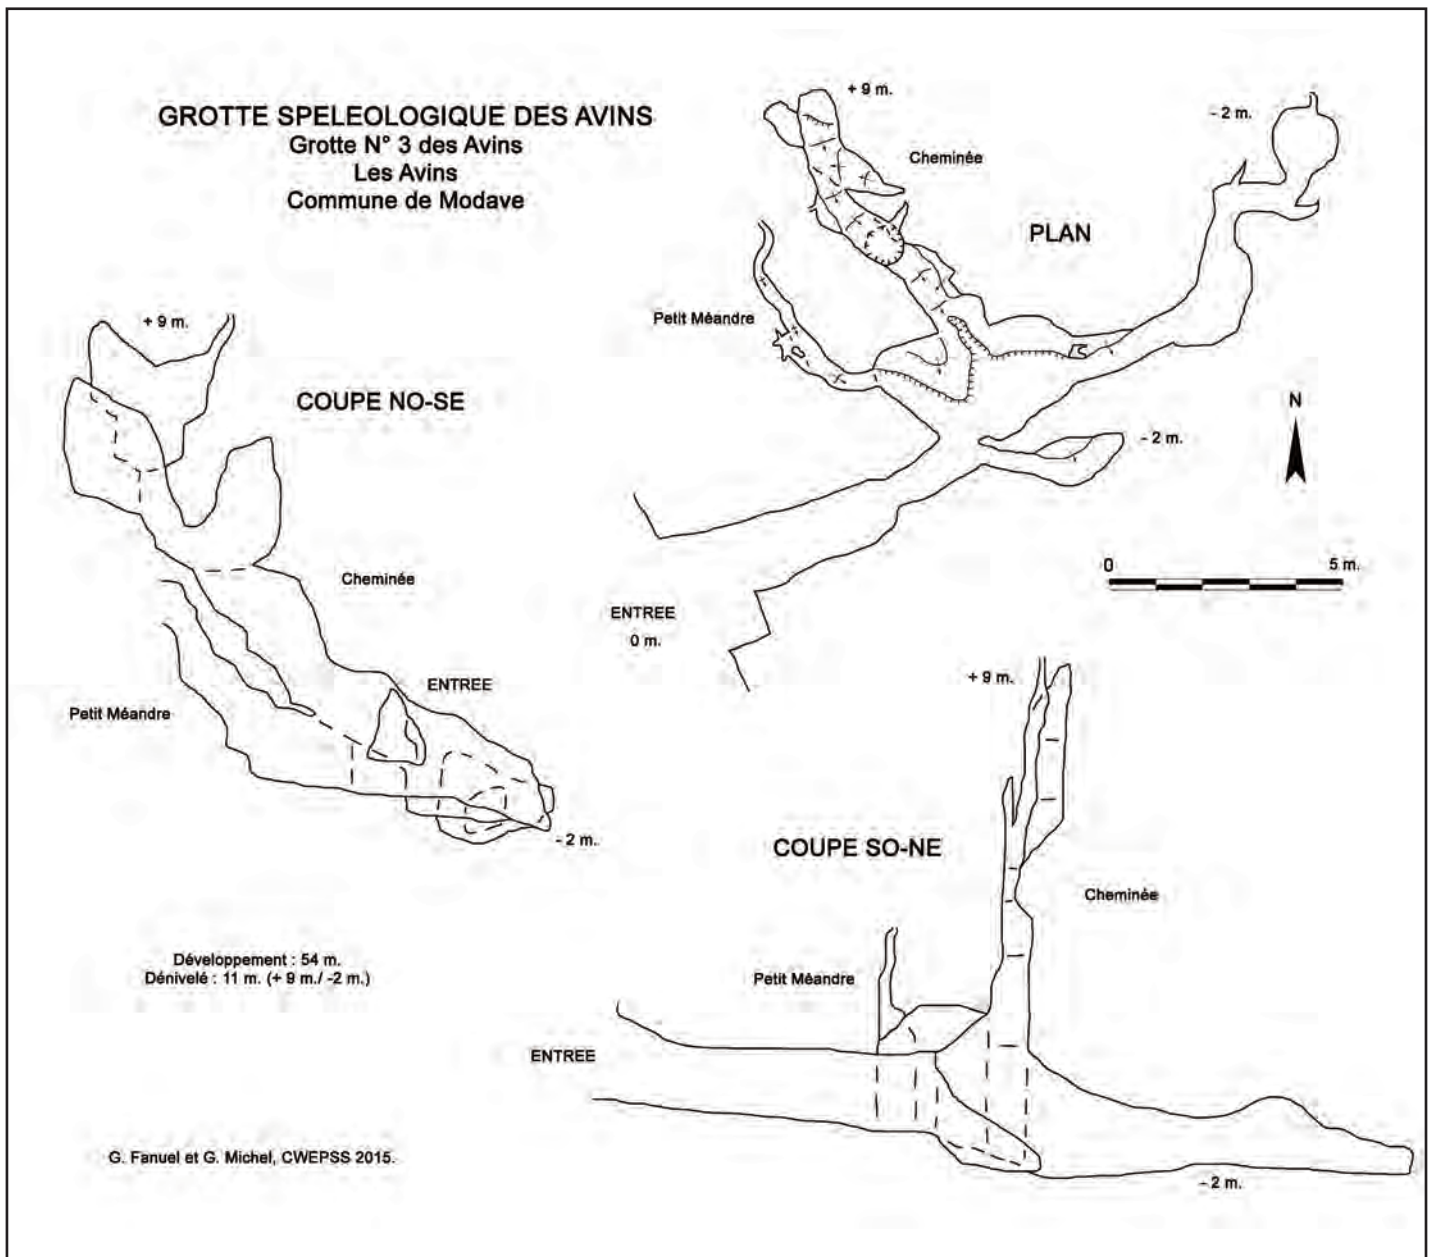 GROTTE SPELEOLOGIQUE DES AVINS
Grotte N° 3 des Avins
Les Avins
Commune de Modave
+ 9 m.
- 2 m.
Cheminée
PLAN
Petit Méandre
- 2 m.
N
0
5 m.
ENTREE
0 m.
+ 9 m.
COUPE NO-SE
Cheminée
ENTREE
Petit Méandre
- 2 m.
+ 9 m.
COUPE SO-NE
Cheminée
Petit Méandre
ENTREE
- 2 m.
Développement : 54 m.
Dénivelé : 11 m. (+ 9 m./ -2 m.)
G. Fanuel et G. Michel, CWEPSS 2015.